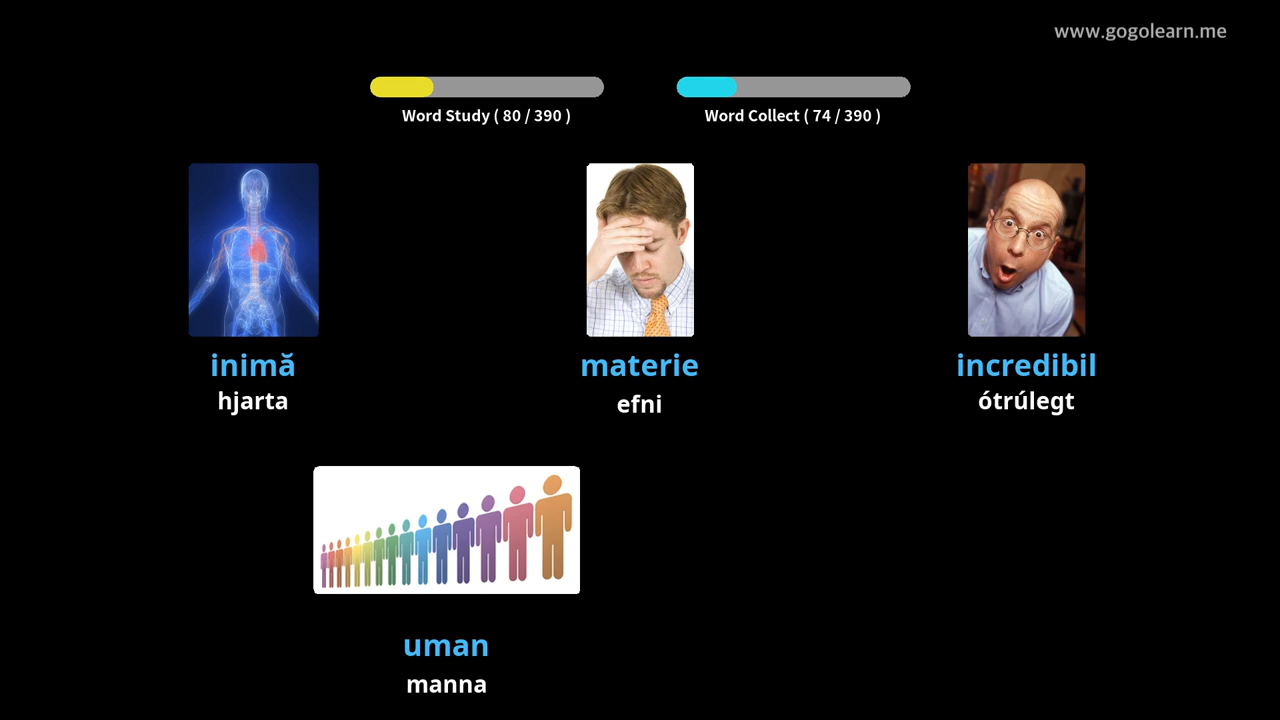 www.gogolearn.me
Word Study ( 80 / 390 )
Word Collect ( 74 / 390 )
inimă
hjarta
materie
efni
incredibil
ótrúlegt
uman
manna